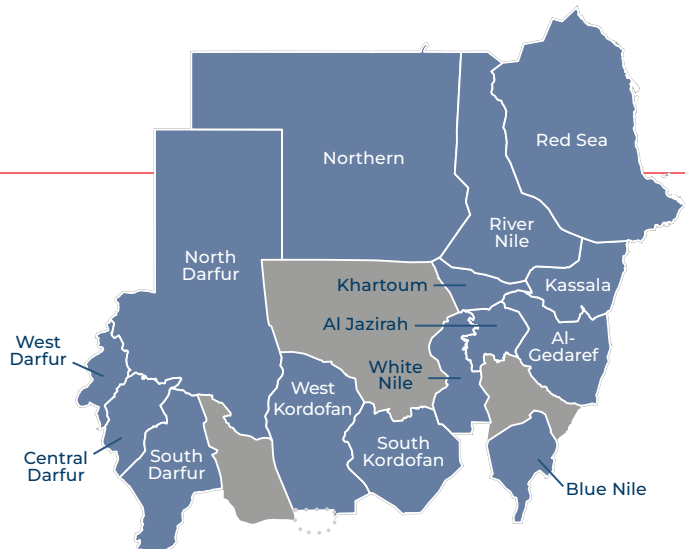 Red Sea
Northern
River
Nile
North
Darfur
Khartoum
Kassala
Al Jazirah
West
Darfur
Al-
Gedaref
White
Nile
West
Kordofan
South
Kordofan
Central
Darfur
South
Darfur
Blue Nile